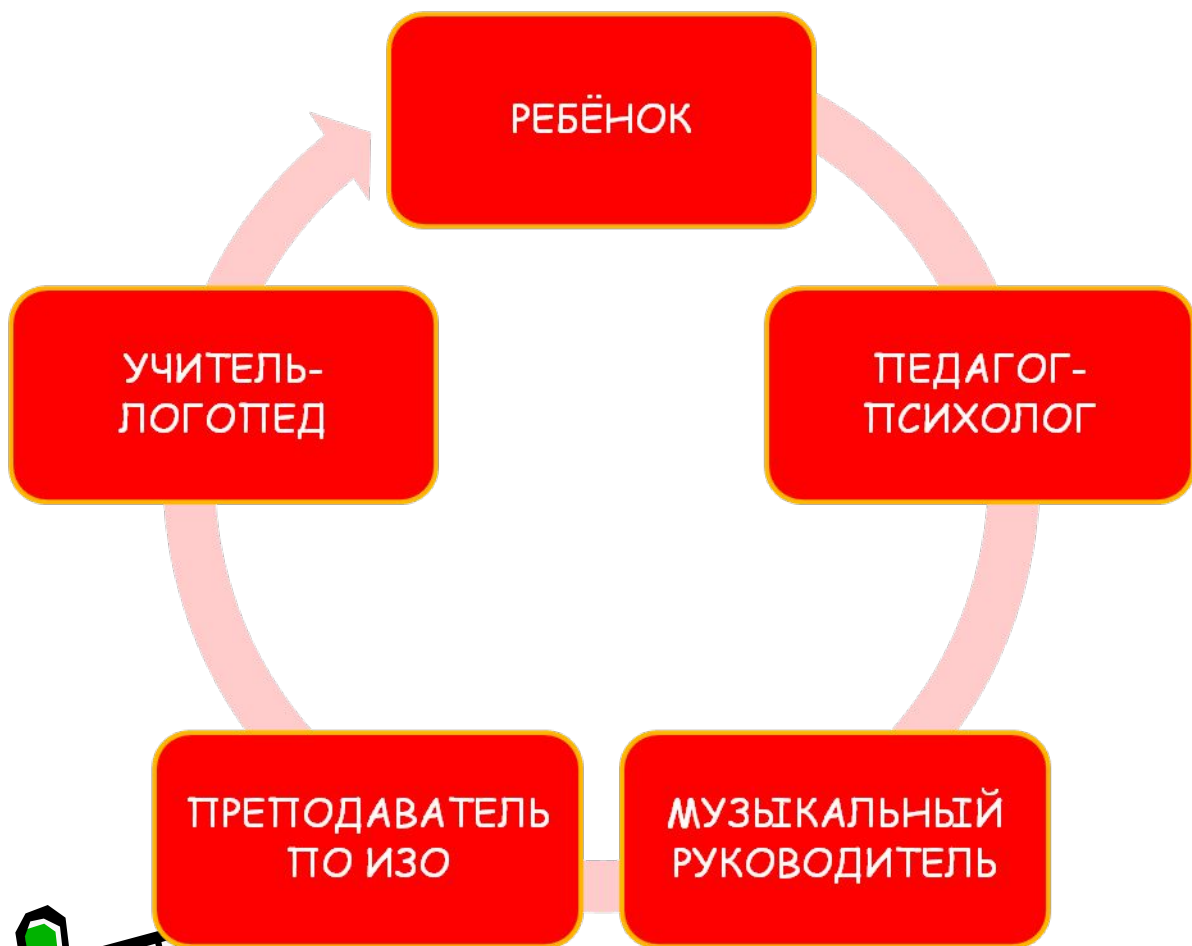 РЕБЁНОК
ПЕДАГОГ-
ПСИХОЛОГ
МУЗЫКАЛЬНЫЙ
РУКОВОДИТЕЛЬ
ПРЕПОДАВАТЕЛЬ
ПО ИЗО
УЧИТЕЛЬ-
ЛОГОПЕД